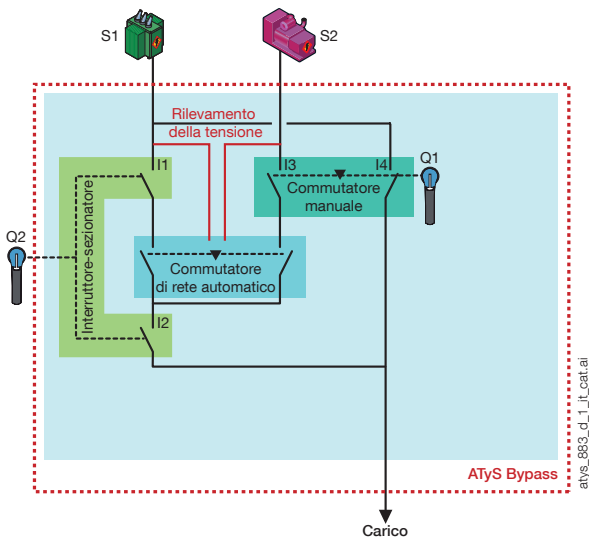 S1
S2
Rilevamento
della tensione
I1
I3
I4
Q1
Commutatore
manuale
Q2
Interruttore-sezionatore
Commutatore
di rete automatico
I2
ATyS Bypass
atys_883_d_1_it_cat.ai
Carico